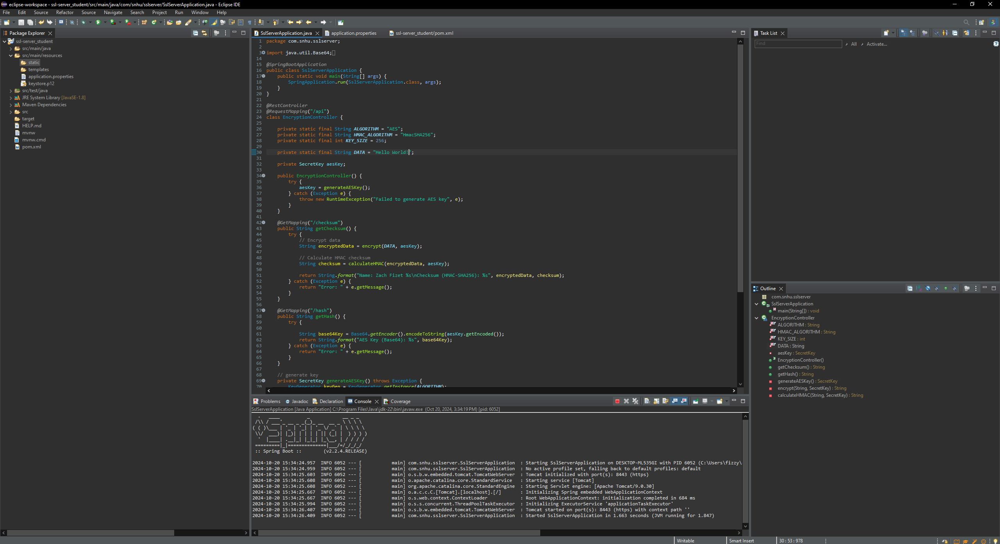 eclipse-workspace - ssl-server_student/src/main/java/com/snhu/sslserver/SslServerApplication.java - Eclipse IDE
File Edit Source Refactor Source Navigate Search Project Run Window Help
Package Explorer
ssl-server_student
src/main/java
src/main/resources
static
templates
application.properties
keystore.p12
src/test/java
JRE System Library [JavaSE-1.8]
Maven Dependencies
src
target
HELP.md
mvnw
mvnw.cmd
pom.xml
SslServerApplication.java application.properties ssl-server_student/pom.xml
1 package com.snhu.sslserver;
2
3 import java.util.Base64;
14
15 @SpringBootApplication
16 public class SslServerApplication {
17 public static void main(String[] args) {
18 SpringApplication.run(SslServerApplication.class, args);
19 }
20 }
21
22 @RestController
23 @RequestMapping("/api")
24 class EncryptionController {
25
26 private static final String ALGORITHM = "AES";
27 private static final String HMAC_ALGORITHM = "HmacSHA256";
28 private static final int KEY_SIZE = 256;
29
30 private static final String DATA = "Hello World!";
31
32 private SecretKey aesKey;
33
34 public EncryptionController() {
35 try {
36 aesKey = generateAESKey();
37 } catch (Exception e) {
38 throw new RuntimeException("Failed to generate AES key", e);
39 }
40 }
41
42 @GetMapping("/checksum")
43 public String getChecksum() {
44 try {
45 // Encrypt data
46 String encryptedData = encrypt(DATA, aesKey);
47
48 // Calculate HMAC checksum
49 String checksum = calculateHMAC(encryptedData, aesKey);
50
51 return String.format("Name: Zach Fizet %s\nChecksum (HMAC-SHA256): %s", encryptedData, checksum);
52 } catch (Exception e) {
53 return "Error: " + e.getMessage();
54 }
55 }
56
57 @GetMapping("/hash")
58 public String getHash() {
59 try {
60
61 String base64Key = Base64.getEncoder().encodeToString(aesKey.getEncoded());
62 return String.format("AES Key (Base64): %s", base64Key);
63 } catch (Exception e) {
64 return "Error: " + e.getMessage();
65 }
66 }
67
68 // generate key
69 private SecretKey generateAESKey() throws Exception {
70 KeyGenerator keyGen = KeyGenerator.getInstance(ALGORITHM);
Problems Javadoc Declaration Console Coverage
SslServerApplication [Java Application] C:\Program Files\Java\jdk-22\bin\javaw.exe (Oct 20, 2024, 3:34:19 PM) [pid: 6052]
:: Spring Boot :: (v2.2.4.RELEASE)
2024-10-20 15:34:24.957 INFO 6052 --- [ main] com.snhu.sslserver.SslServerApplication : Starting SslServerApplication on DESKTOP-ML535GI with PID 6052 (C:\Users\fizzy\
2024-10-20 15:34:24.959 INFO 6052 --- [ main] com.snhu.sslserver.SslServerApplication : No active profile set, falling back to default profiles: default
2024-10-20 15:34:25.603 INFO 6052 --- [ main] o.s.b.w.embedded.tomcat.TomcatWebServer : Tomcat initialized with port(s): 8443 (https)
2024-10-20 15:34:25.608 INFO 6052 --- [ main] o.apache.catalina.core.StandardService : Starting service [Tomcat]
2024-10-20 15:34:25.608 INFO 6052 --- [ main] org.apache.catalina.core.StandardEngine : Starting Servlet engine: [Apache Tomcat/9.0.30]
2024-10-20 15:34:25.667 INFO 6052 --- [ main] o.a.c.c.C.[Tomcat].[localhost].[/] : Initializing Spring embedded WebApplicationContext
2024-10-20 15:34:25.667 INFO 6052 --- [ main] o.s.web.context.ContextLoader : Root WebApplicationContext: initialization completed in 684 ms
2024-10-20 15:34:25.994 INFO 6052 --- [ main] o.s.s.concurrent.ThreadPoolTaskExecutor : Initializing ExecutorService 'applicationTaskExecutor'
2024-10-20 15:34:26.407 INFO 6052 --- [ main] o.s.b.w.embedded.tomcat.TomcatWebServer : Tomcat started on port(s): 8443 (https) with context path ''
2024-10-20 15:34:26.409 INFO 6052 --- [ main] com.snhu.sslserver.SslServerApplication : Started SslServerApplication in 1.663 seconds (JVM running for 1.847)
Task List
Find All Activate...
Outline
com.snhu.sslserver
SslServerApplication
main(String[]) : void
EncryptionController
ALGORITHM : String
HMAC_ALGORITHM : String
KEY_SIZE : int
DATA : String
aesKey : SecretKey
EncryptionController()
getChecksum() : String
getHash() : String
generateAESKey() : SecretKey
encrypt(String, SecretKey) : String
calculateHMAC(String, SecretKey) : String
Writable Smart Insert 30 : 53 : 978